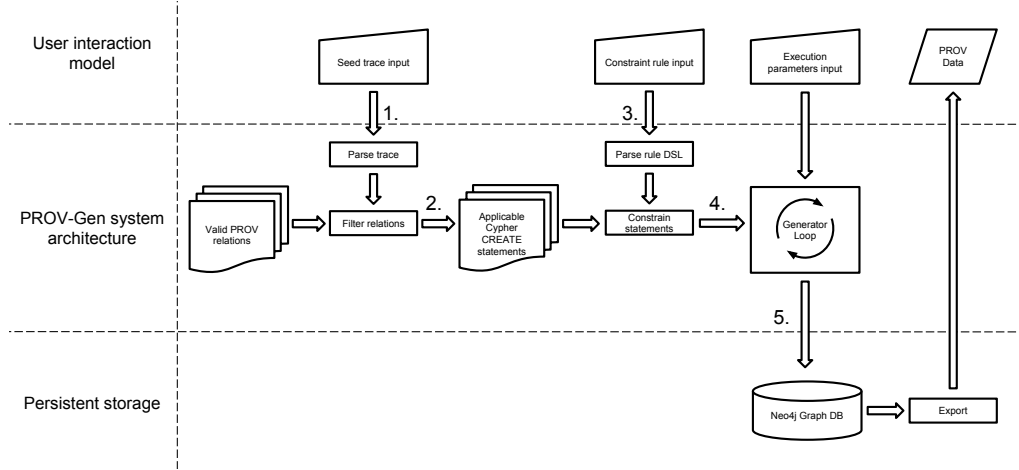 User interaction
model
Seed trace input
Constraint rule input
Execution
parameters input
PROV
Data
1.
3.
Parse trace
Parse rule DSL
PROV-Gen system
architecture
Valid PROV
relations
Filter relations
2.
Applicable
Cypher
CREATE
statements
Constrain
statements
4.
Generator
Loop
5.
Persistent storage
Neo4j Graph DB
Export